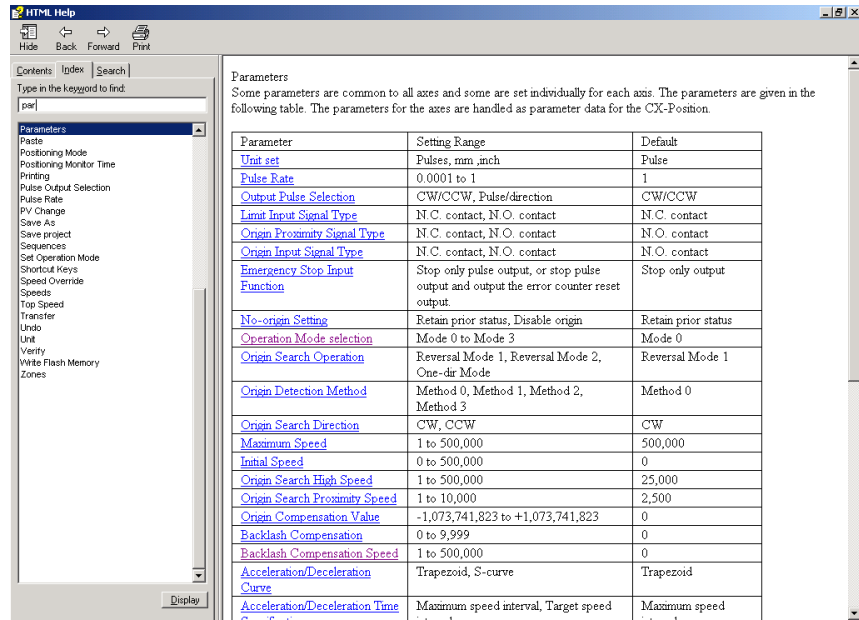 HTML Help
Hide Back Forward Print
Contents Index Search
Type in the keyword to find:
par
Parameters
Paste
Positioning Mode
Positioning Monitor Time
Printing
Pulse Output Selection
Pulse Rate
PV Change
Save As
Save project
Sequences
Set Operation Mode
Shortcut Keys
Speed Override
Speeds
Top Speed
Transfer
Undo
Unit
Verify
Write Flash Memory
Zones
Display
Parameters
Some parameters are common to all axes and some are set individually for each axis. The parameters are given in the
following table. The parameters for the axes are handled as parameter data for the CX-Position.
Parameter Setting Range Default
Unit set Pulses, mm ,inch Pulse
Pulse Rate 0.0001 to 1 1
Output Pulse Selection CW/CCW, Pulse/direction CW/CCW
Limit Input Signal Type N.C. contact, N.O. contact N.C. contact
Origin Proximity Signal Type N.C. contact, N.O. contact N.O. contact
Origin Input Signal Type N.C. contact, N.O. contact N.O. contact
Emergency Stop Input Stop only pulse output, or stop pulse Stop only output
Function output and output the error counter reset
output.
No-origin Setting Retain prior status, Disable origin Retain prior status
Operation Mode selection Mode 0 to Mode 3 Mode 0
Origin Search Operation Reversal Mode 1, Reversal Mode 2, Reversal Mode 1
One-dir Mode
Origin Detection Method Method 0, Method 1, Method 2, Method 0
Method 3
Origin Search Direction CW, CCW CW
Maximum Speed 1 to 500,000 500,000
Initial Speed 0 to 500,000 0
Origin Search High Speed 1 to 500,000 25,000
Origin Search Proximity Speed 1 to 10,000 2,500
Origin Compensation Value -1,073,741,823 to +1,073,741,823 0
Backlash Compensation 0 to 9,999 0
Backlash Compensation Speed 1 to 500,000 0
Acceleration/Deceleration Trapezoid, S-curve Trapezoid
Curve
Acceleration/Deceleration Time Maximum speed interval, Target speed Maximum speed